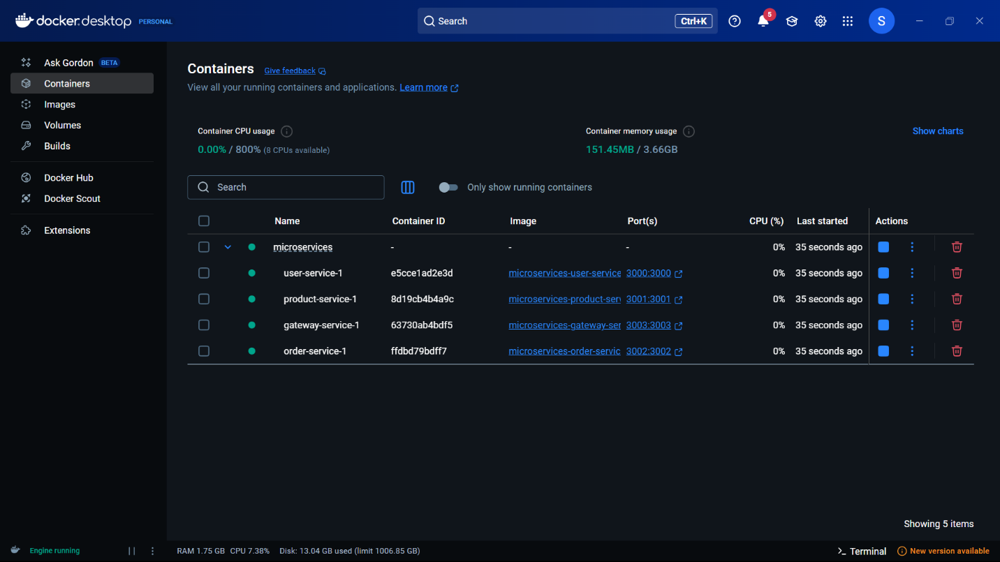 docker.desktop PERSONAL
Search Ctrl+K
5
S
Ask Gordon BETA
Containers
Images
Volumes
Builds
Docker Hub
Docker Scout
Extensions
Containers Give feedback
View all your running containers and applications. Learn more
Container CPU usage
0.00% / 800% (8 CPUs available)
Container memory usage
151.45MB / 3.66GB
Show charts
Search
Only show running containers
Name Container ID Image Port(s) CPU (%) Last started Actions
microservices - - - 0% 35 seconds ago
user-service-1 e5cce1ad2e3d microservices-user-service 3000:3000 0% 35 seconds ago
product-service-1 8d19cb4b4a9c microservices-product-serv 3001:3001 0% 35 seconds ago
gateway-service-1 63730ab4bdf5 microservices-gateway-ser 3003:3003 0% 35 seconds ago
order-service-1 ffdbd79bdff7 microservices-order-servic 3002:3002 0% 35 seconds ago
Showing 5 items
Engine running
RAM 1.75 GB CPU 7.38% Disk: 13.04 GB used (limit 1006.85 GB)
>_ Terminal
New version available